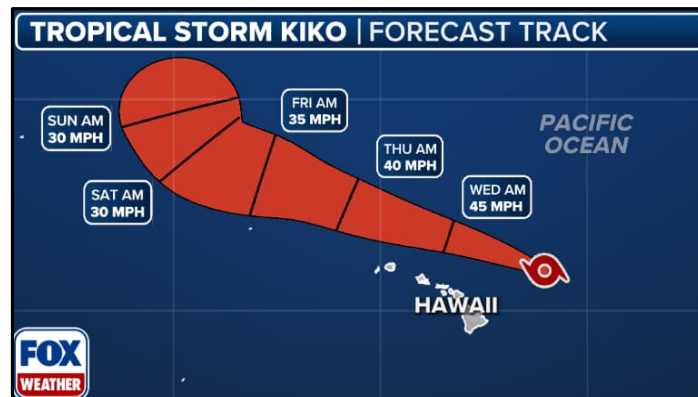 TROPICAL STORM KIKO | FORECAST TRACK
FRI AM
35 MPH
SUN AM
30 MPH
PACIFIC
OCEAN
THU AM
40 MPH
SAT AM
30 MPH
WED AM
45 MPH
HAWAII
FOX
WEATHER